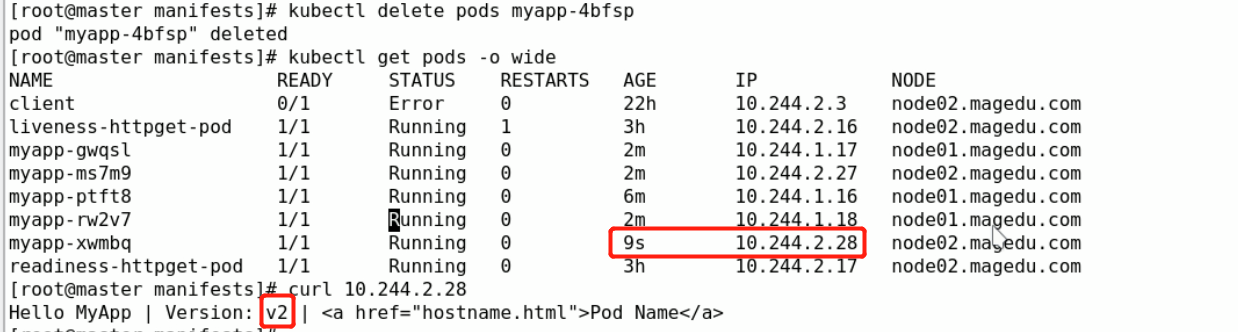 [root@master manifests]# kubectl delete pods myapp-4bfsp
pod "myapp-4bfsp" deleted
[root@master manifests]# kubectl get pods -o wide
NAME READY STATUS RESTARTS AGE IP NODE
client 0/1 Error 0 22h 10.244.2.3 node02.magedu.com
liveness-httpget-pod 1/1 Running 1 3h 10.244.2.16 node02.magedu.com
myapp-gwqsl 1/1 Running 0 2m 10.244.1.17 node01.magedu.com
myapp-ms7m9 1/1 Running 0 2m 10.244.2.27 node02.magedu.com
myapp-ptft8 1/1 Running 0 6m 10.244.1.16 node01.magedu.com
myapp-rw2v7 1/1 Running 0 2m 10.244.1.18 node01.magedu.com
myapp-xwmbq 1/1 Running 0 9s 10.244.2.28 node02.magedu.com
readiness-httpget-pod 1/1 Running 0 3h 10.244.2.17 node02.magedu.com
[root@master manifests]# curl 10.244.2.28
Hello MyApp | Version: v2 | <a href="hostname.html">Pod Name</a>